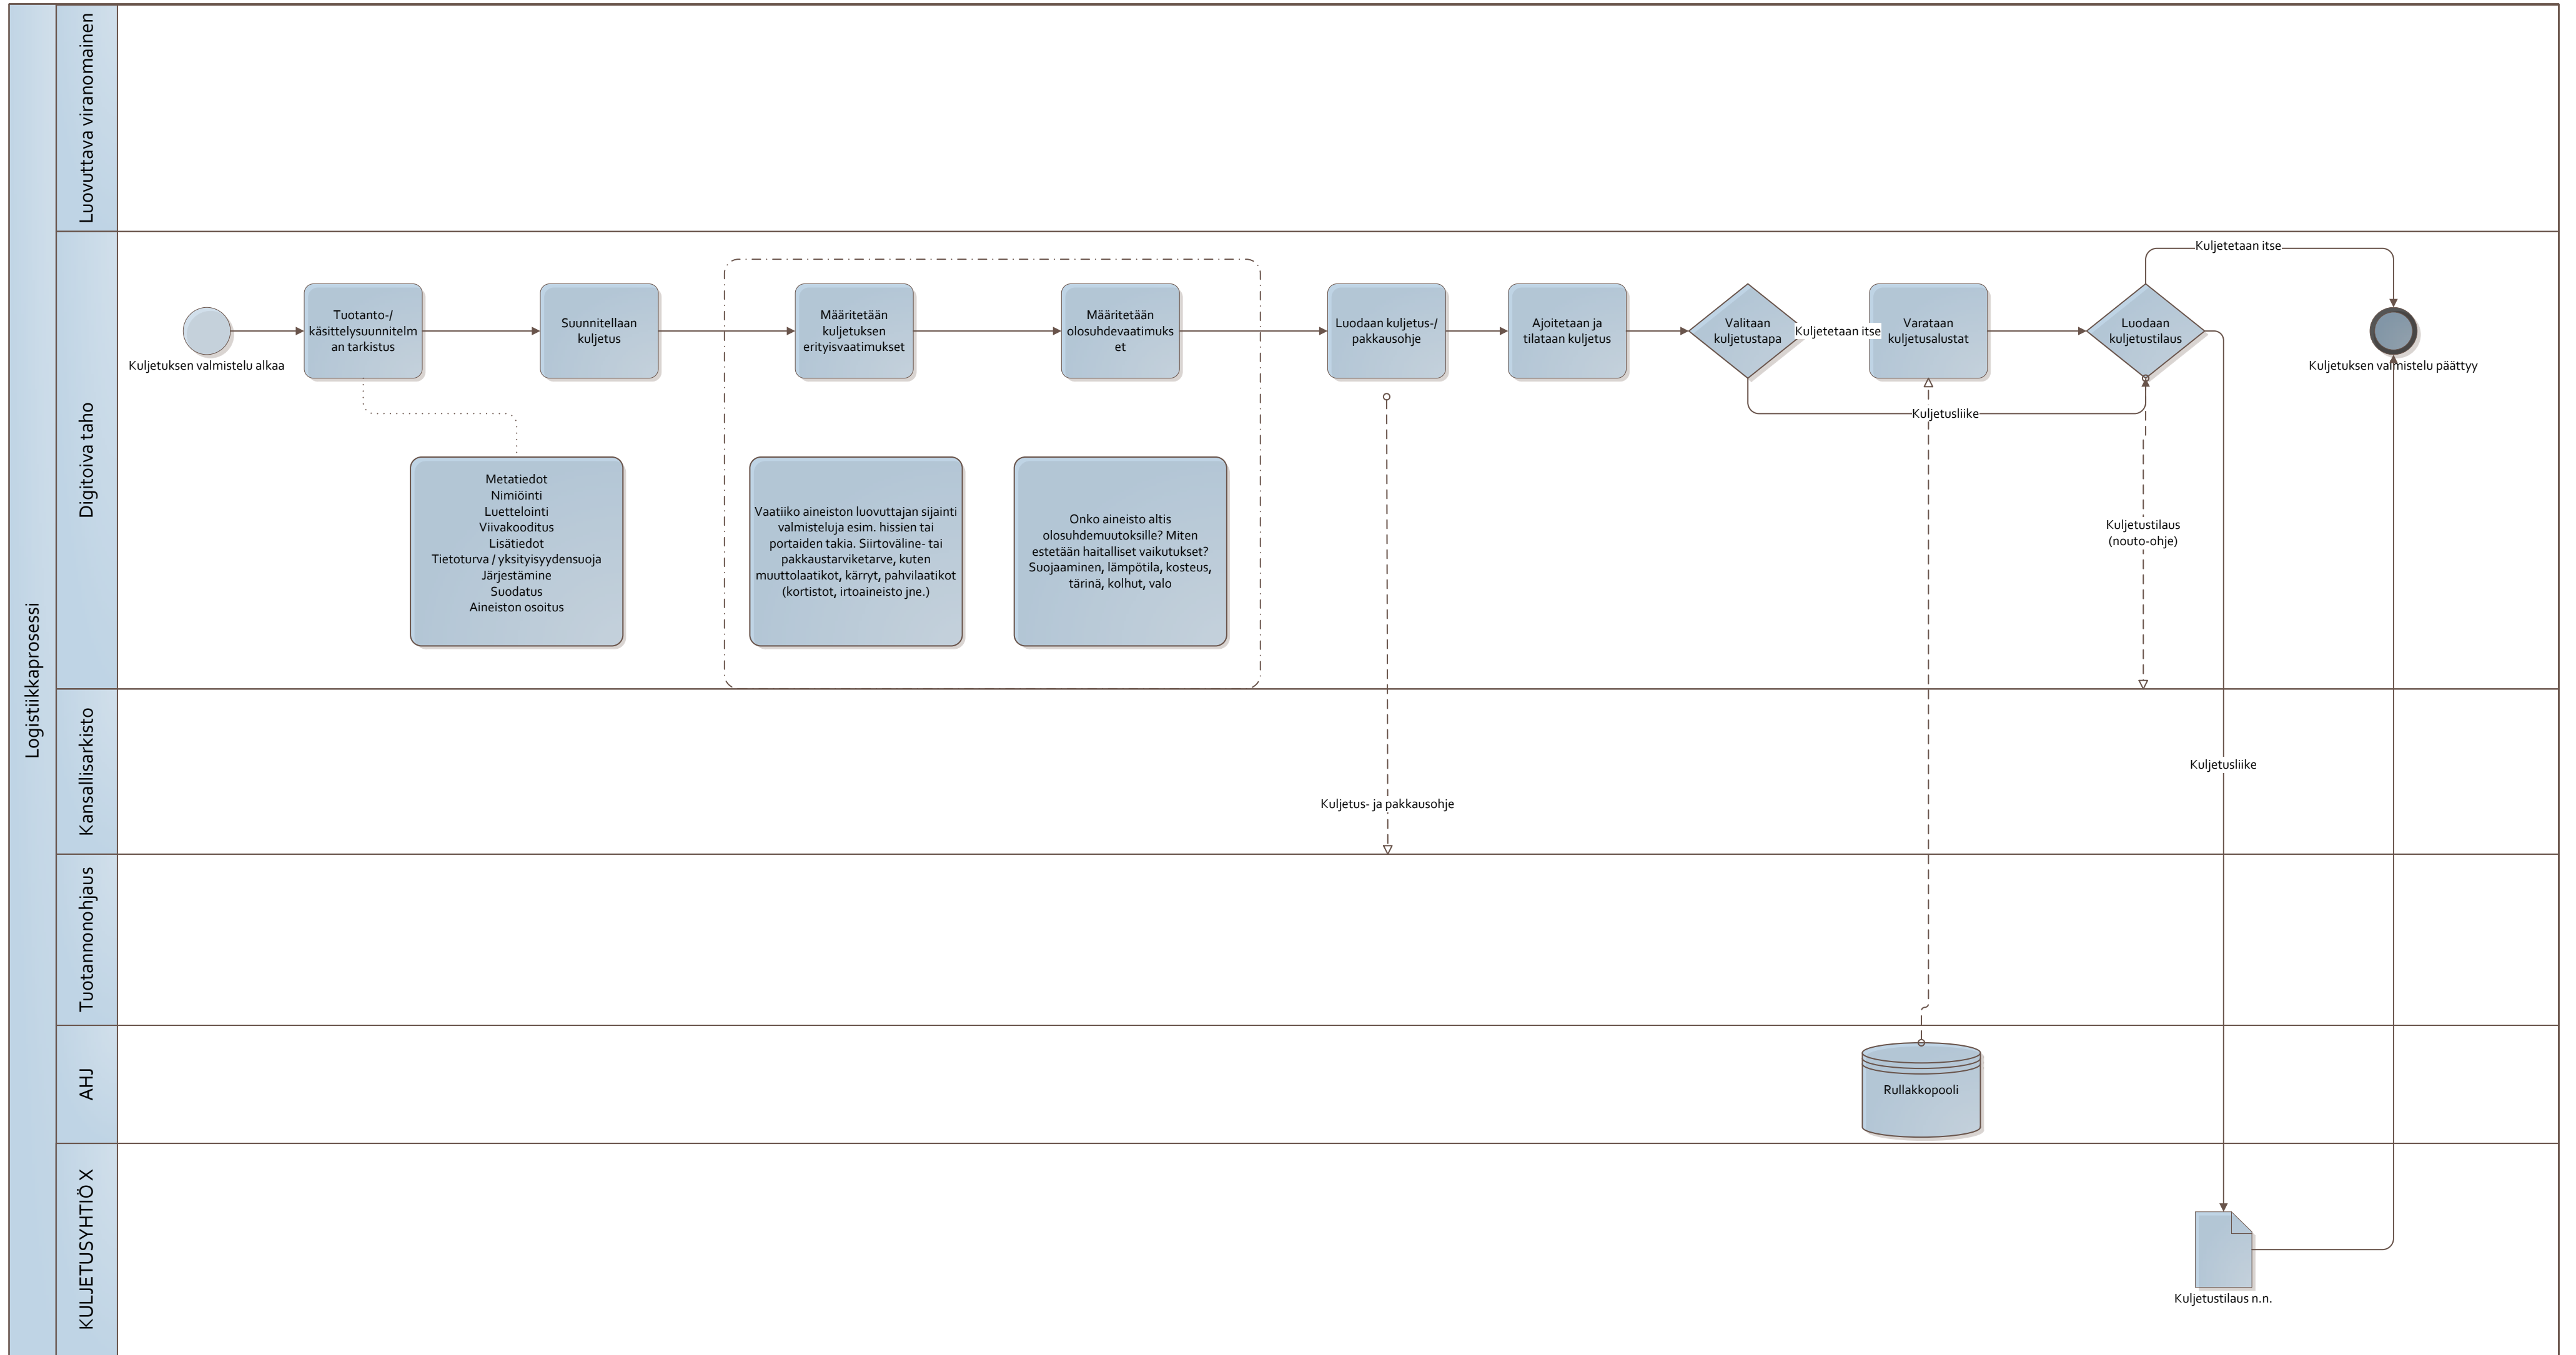 Logistiikkaprosessi
Luovuttava viranomainen
Digitoiva taho
Kuljetuksen valmistelu alkaa
Tuotanto-/
käsittelysuunnitelm
an tarkistus
Suunnitellaan
kuljetus
Määritetään
kuljetuksen
erityisvaatimukset
Määritetään
olosuhdevaatimuks
et
Luodaan kuljetus-/
pakkausohje
Ajoitetaan ja
tilataan kuljetus
Valitaan
kuljetustapa
Kuljetetaan itse
Varataan
kuljetusalustat
Luodaan
kuljetustilaus
Kuljetetaan itse
Kuljetuksen valmistelu päättyy
Kuljetusliike
Metatiedot
Nimiöinti
Luettelointi
Viivakooditus
Lisätiedot
Tietoturva / yksityisyydensuoja
Järjestämine
Suodatus
Aineiston osoitus
Vaatiiko aineiston luovuttajan sijainti
valmisteluja esim. hissien tai
portaiden takia. Siirtoväline- tai
pakkaustarviketarve, kuten
muuttolaatikot, kärryt, pahvilaatikot
(kortistot, irtoaineisto jne.)
Onko aineisto altis
olosuhdemuutoksille? Miten
estetään haitalliset vaikutukset?
Suojaaminen, lämpötila, kosteus,
tärinä, kolhut, valo
Kuljetustilaus
(nouto-ohje)
Kansallisarkisto
Kuljetusliike
Kuljetus- ja pakkausohje
Tuotannonohjaus
AHJ
Rullakkopooli
KULJETUSYHTIÖ X
Kuljetustilaus n.n.